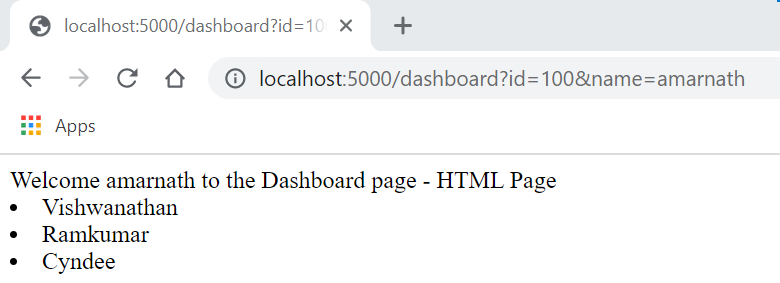 localhost:5000/dashboard?id=10
localhost:5000/dashboard?id=100&name=amarnath
Apps
Welcome amarnath to the Dashboard page - HTML Page
• Vishwanathan
• Ramkumar
• Cyndee